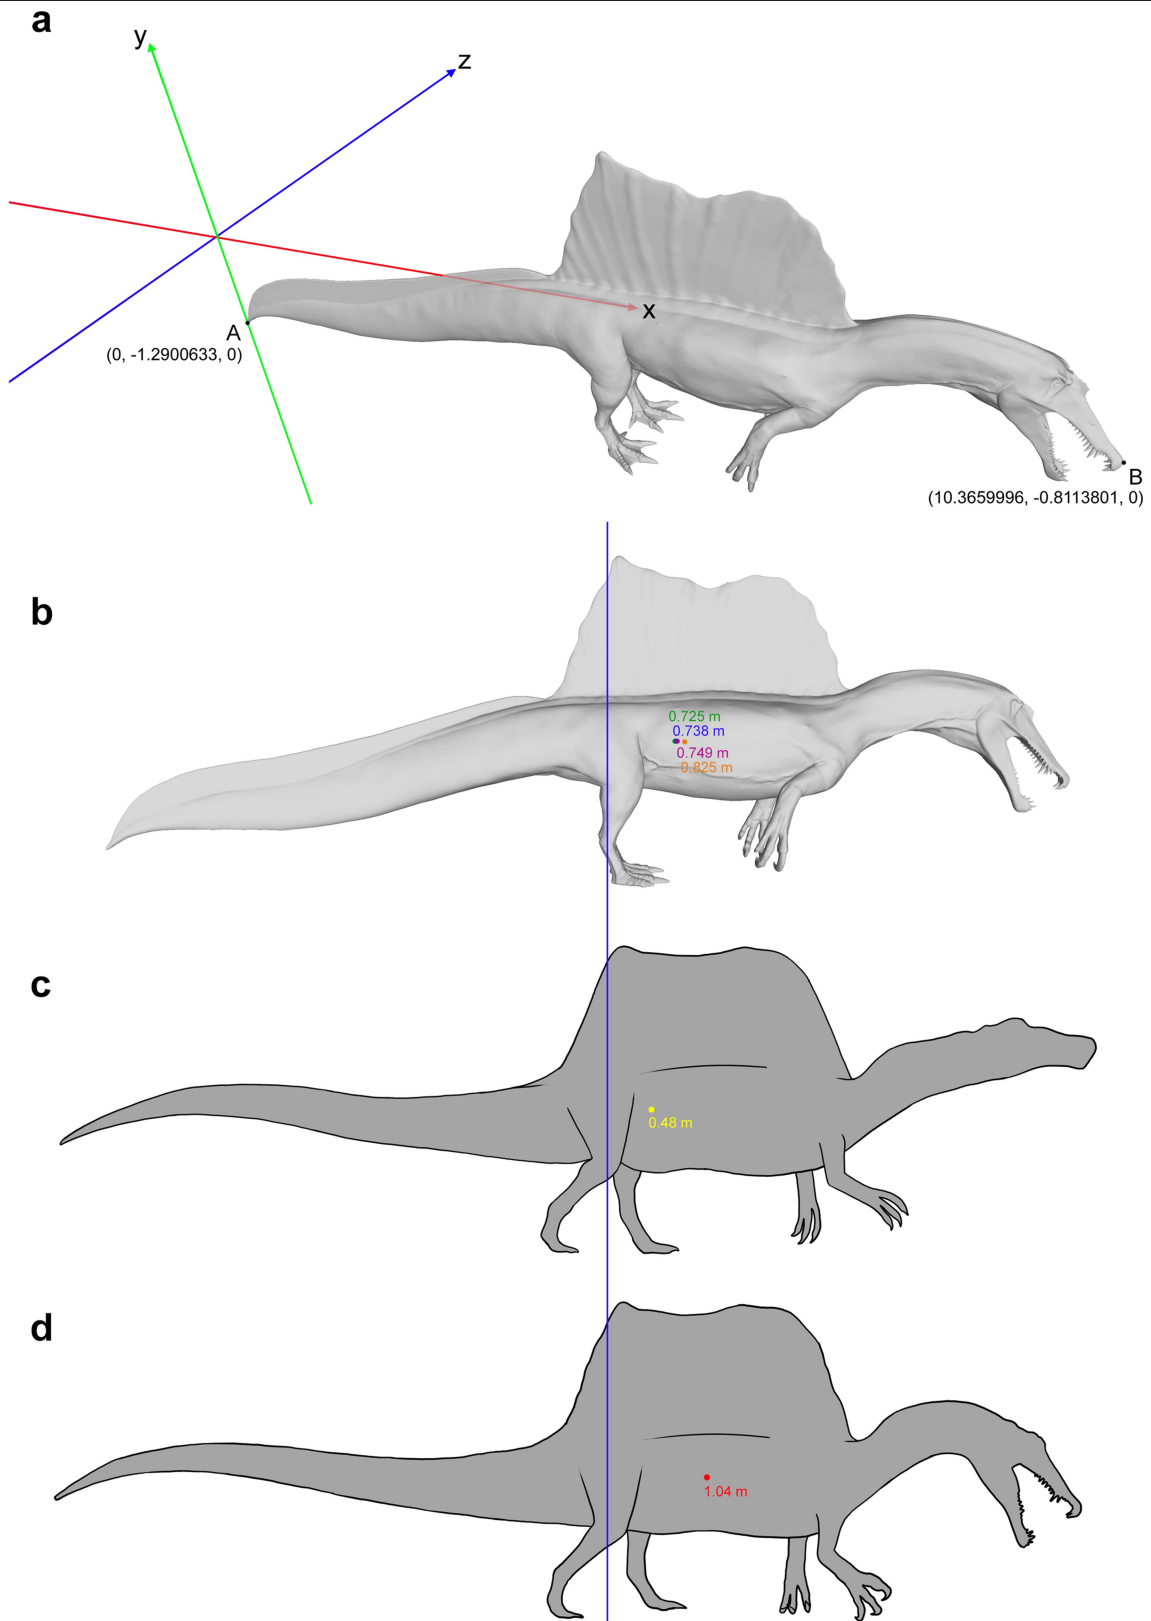 a
y
z
x
A
(0, -1.2900633, 0)
B
(10.3659996, -0.8113801, 0)
b
0.725 m
0.738 m
0.749 m
0.825 m
c
0.48 m
d
1.04 m